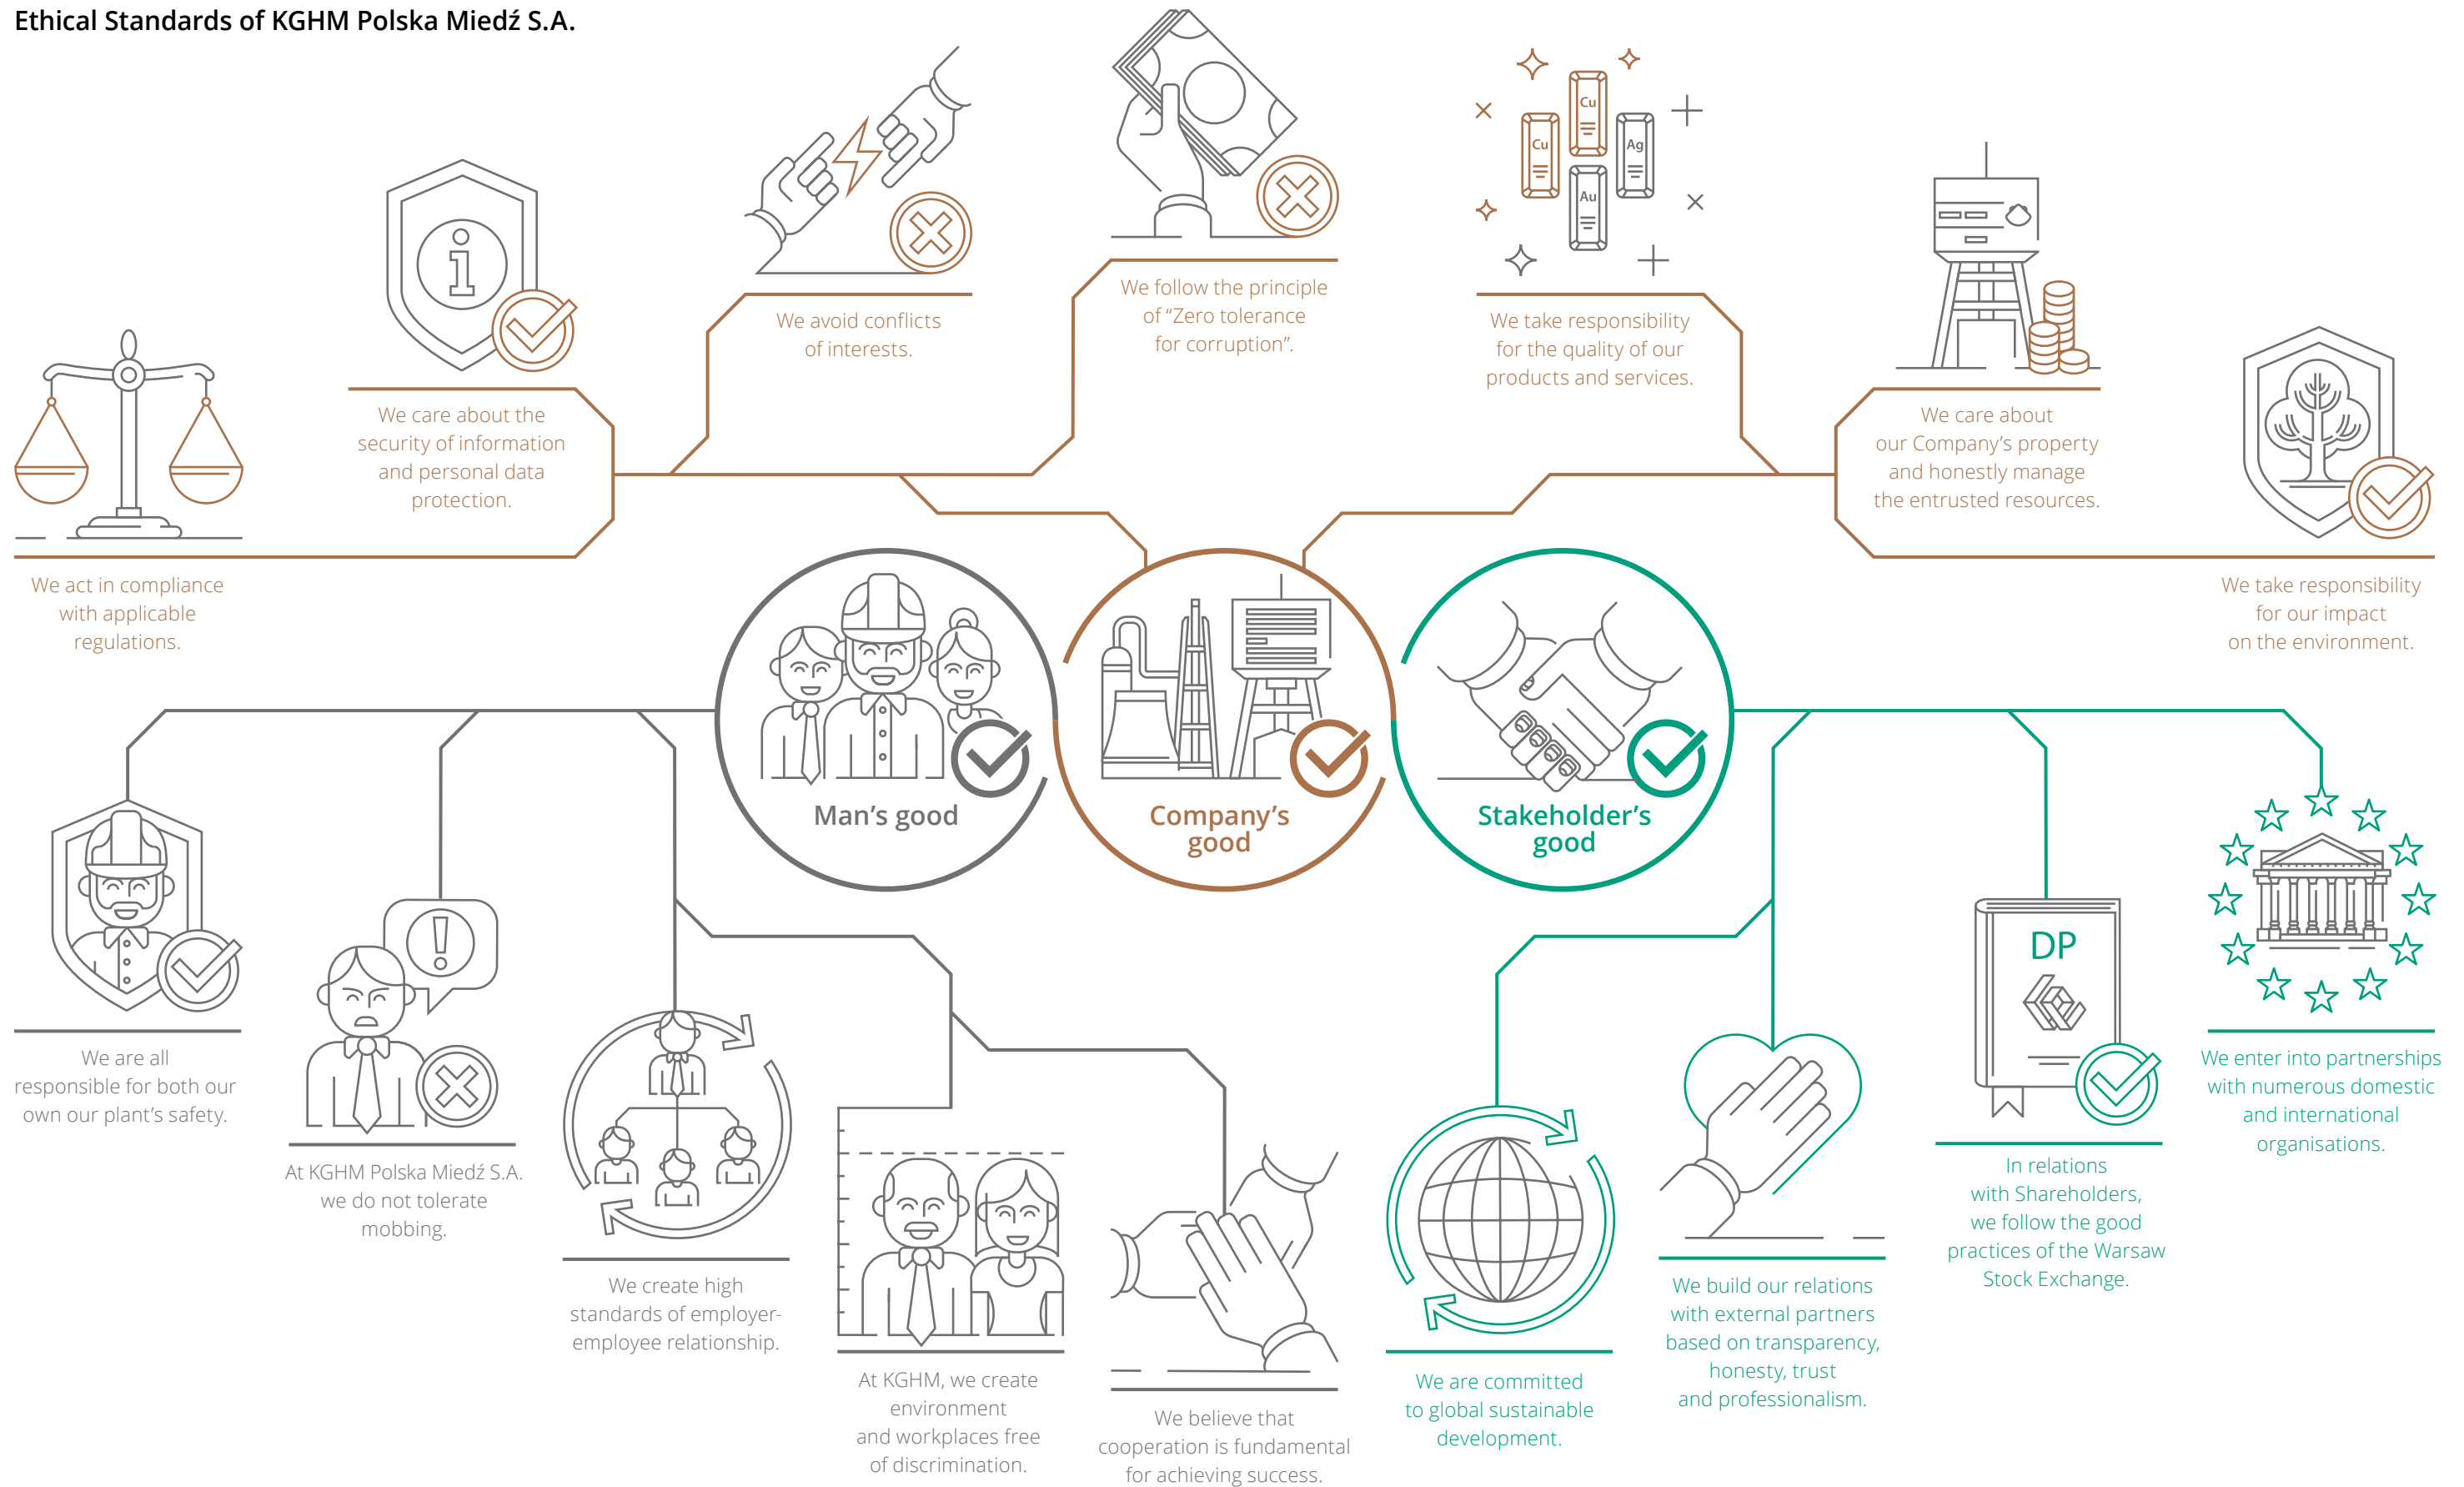 Ethical Standards of KGHM Polska Miedź S.A.
Cu
Cu
Ag
Au
We follow the principle
of “Zero tolerance
for corruption”.
We avoid conflicts
of interests.
We take responsibility
for the quality of our
products and services.
We care about the
security of information
and personal data
protection.
We care about
our Company’s property
and honestly manage
the entrusted resources.
We act in compliance
with applicable
regulations.
We take responsibility
for our impact
on the environment.
Man’s good
Company’s
good
Stakeholder’s
good
We are all
responsible for both our
own our plant’s safety.
At KGHM Polska Miedź S.A.
we do not tolerate
mobbing.
We create high
standards of employer-
employee relationship.
At KGHM, we create
environment
and workplaces free
of discrimination.
We believe that
cooperation is fundamental
for achieving success.
We are committed
to global sustainable
development.
We build our relations
with external partners
based on transparency,
honesty, trust
and professionalism.
DP
In relations
with Shareholders,
we follow the good
practices of the Warsaw
Stock Exchange.
We enter into partnerships
with numerous domestic
and international
organisations.